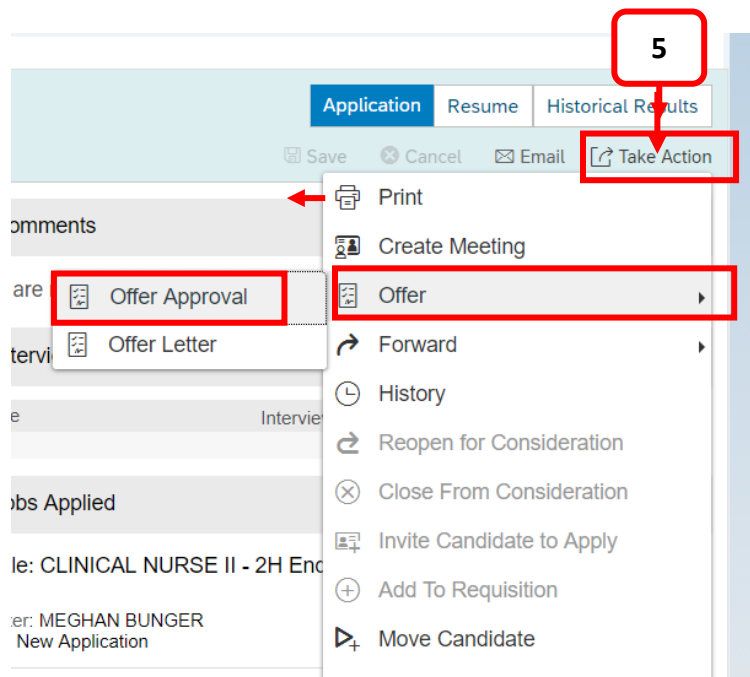 5
Application Resume Historical Results
Save Cancel Email Take Action
Print
omments
Create Meeting
are
Offer Approval
Offer
Offer Letter
Forward
tervi
History
e Intervie
Reopen for Consideration
obs Applied
Close From Consideration
Invite Candidate to Apply
le: CLINICAL NURSE II - 2H End
Add To Requisition
er: MEGHAN BUNGER
New Application
Move Candidate